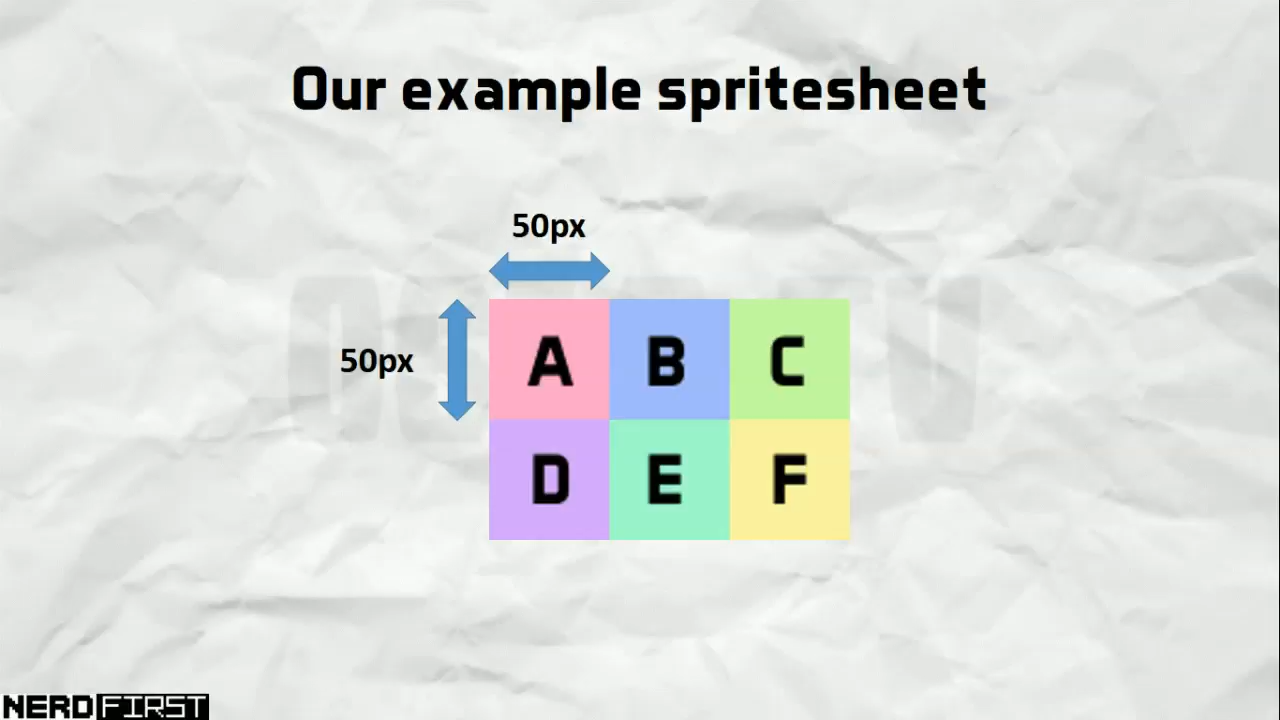 Our example spritesheet
50px
50px
A B C
D E F
NERDFIRST